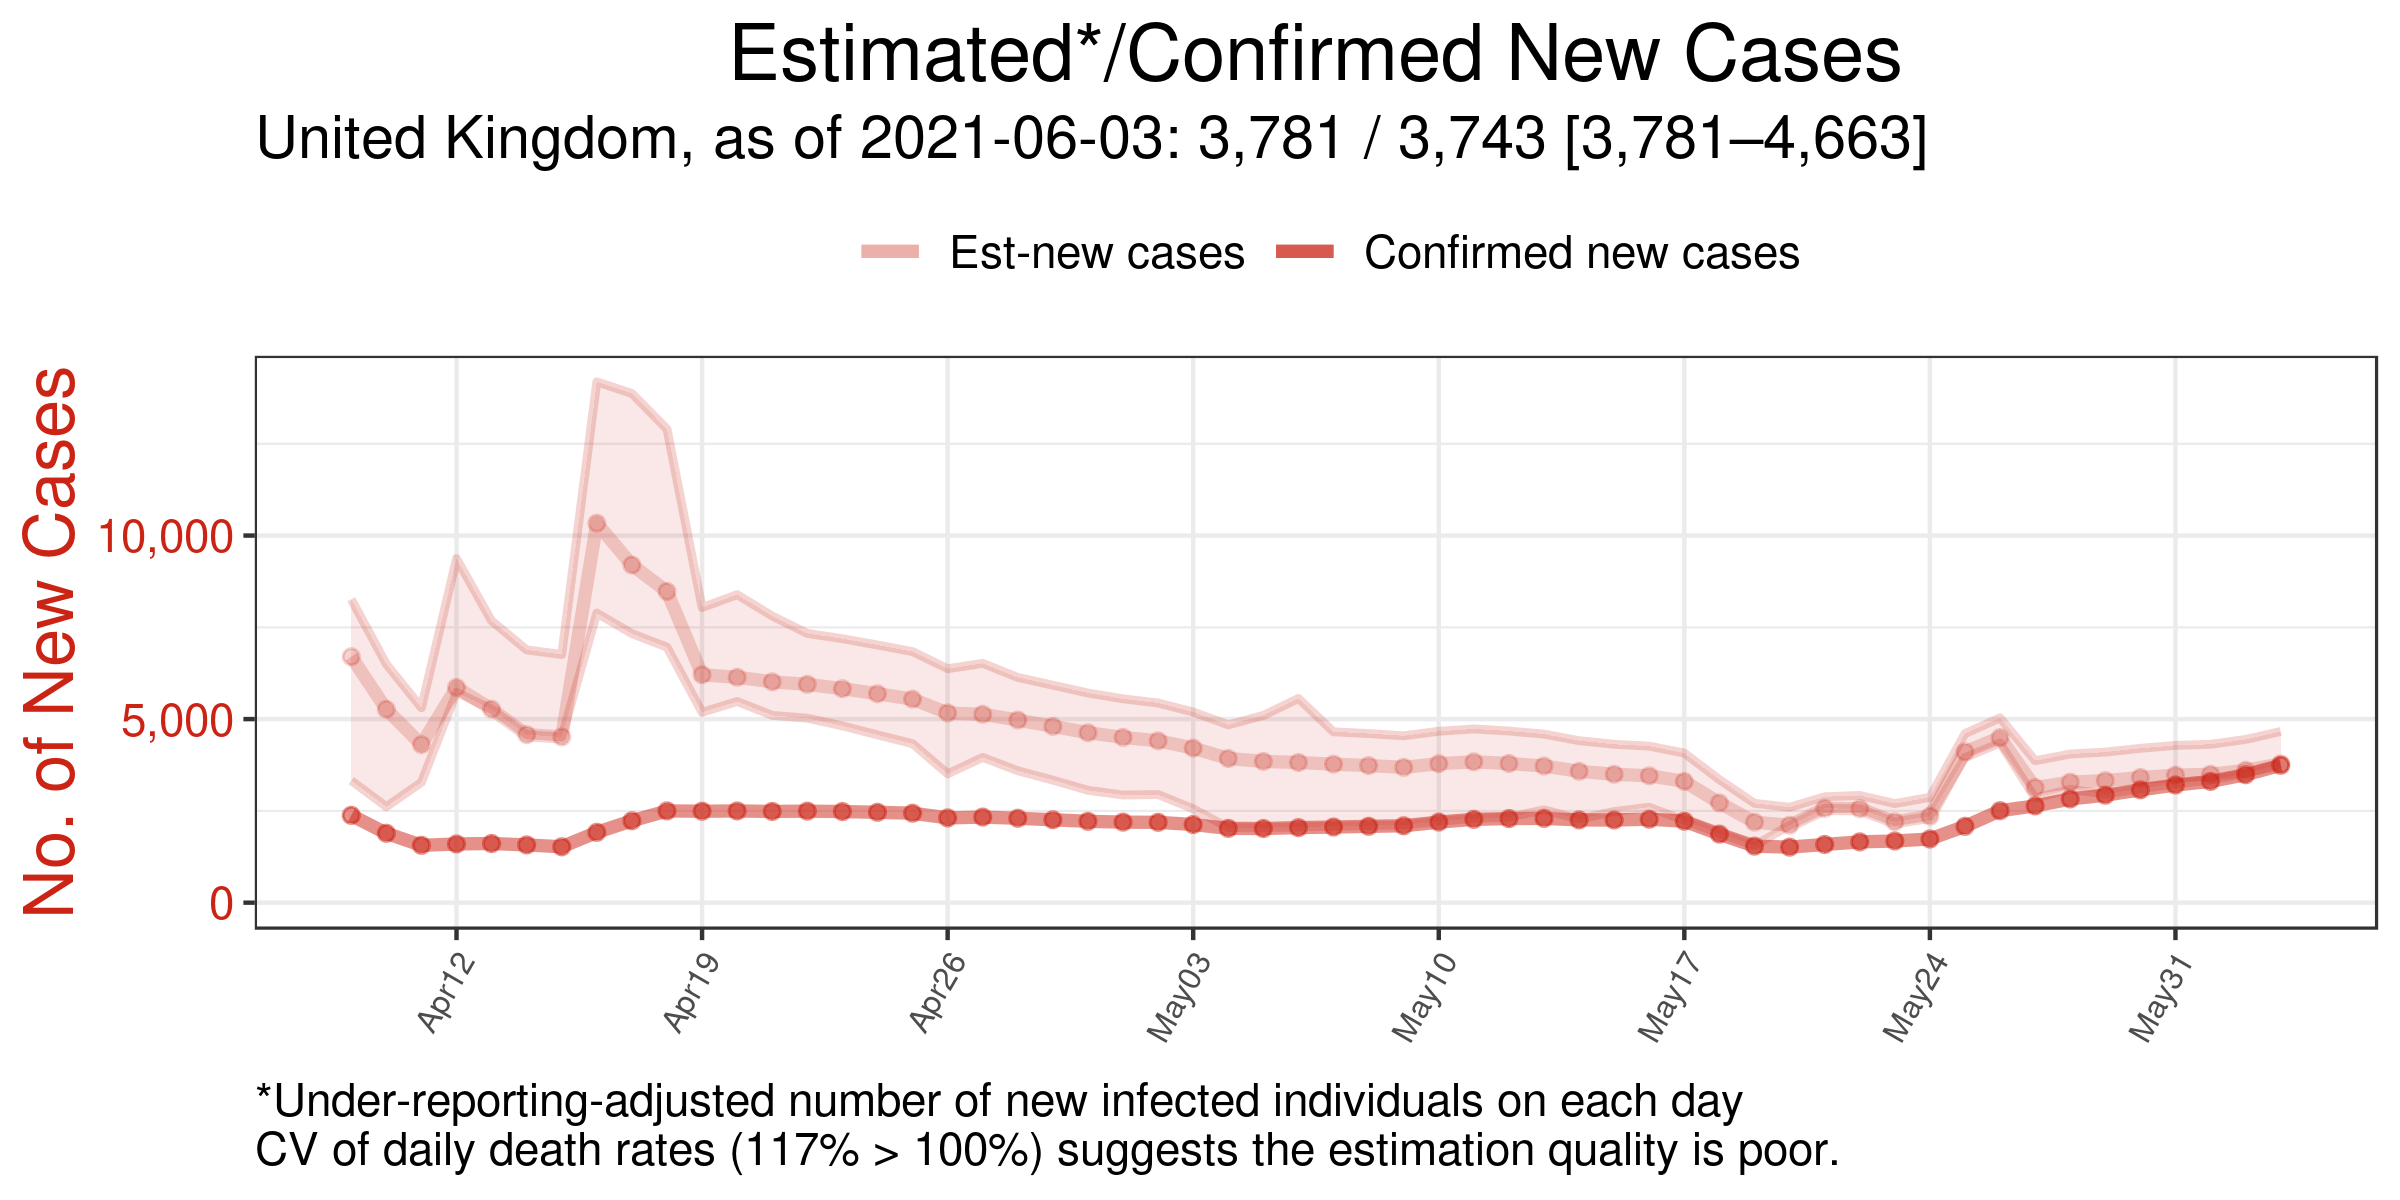 Estimated*/Confirmed New Cases
United Kingdom, as of 2021-06-03: 3,781 / 3,743 [3,781–4,663]
Est-new cases
Confirmed new cases
No. of New Cases
10,000
5,000
0
Apr12
Apr19
Apr26
May03
May10
May17
May24
May31
*Under-reporting-adjusted number of new infected individuals on each day
CV of daily death rates (117% > 100%) suggests the estimation quality is poor.